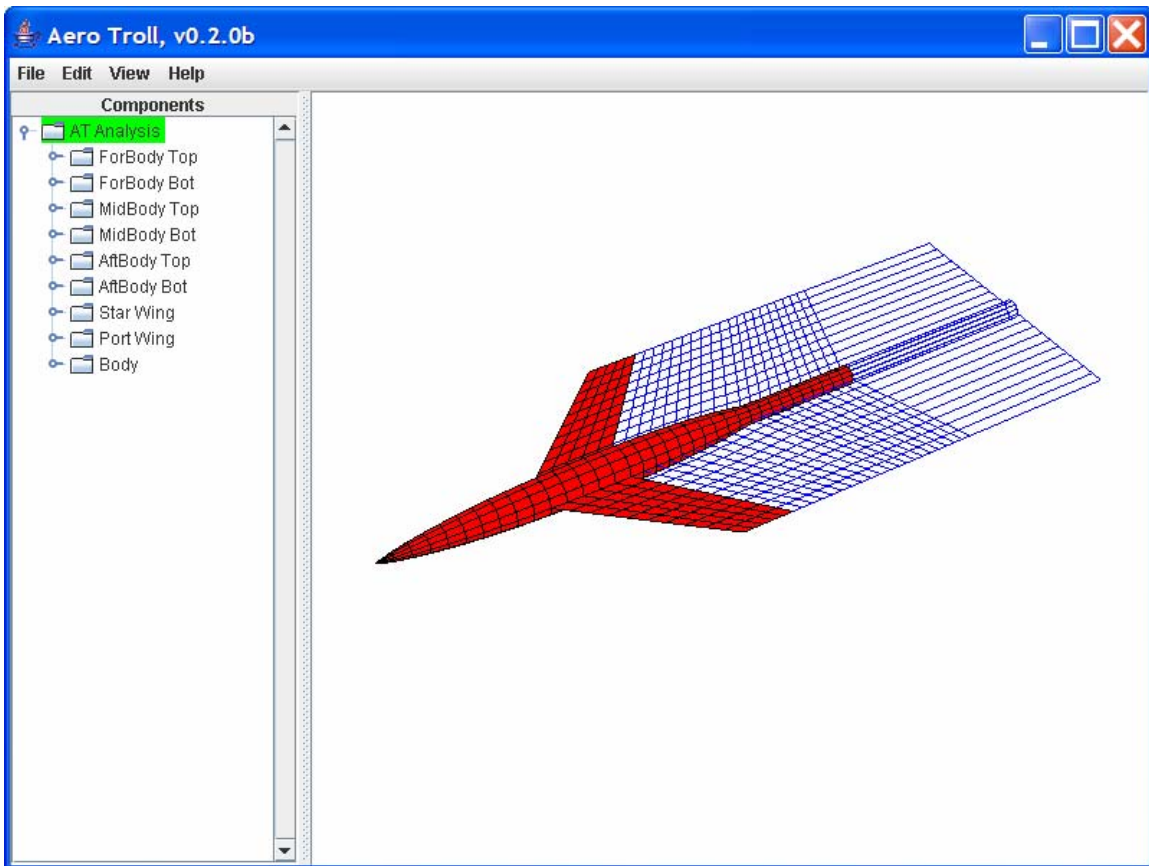 Aero Troll, v0.2.0b
File Edit View Help
Components
AT Analysis
ForBody Top
ForBody Bot
MidBody Top
MidBody Bot
AftBody Top
AftBody Bot
Star Wing
Port Wing
Body